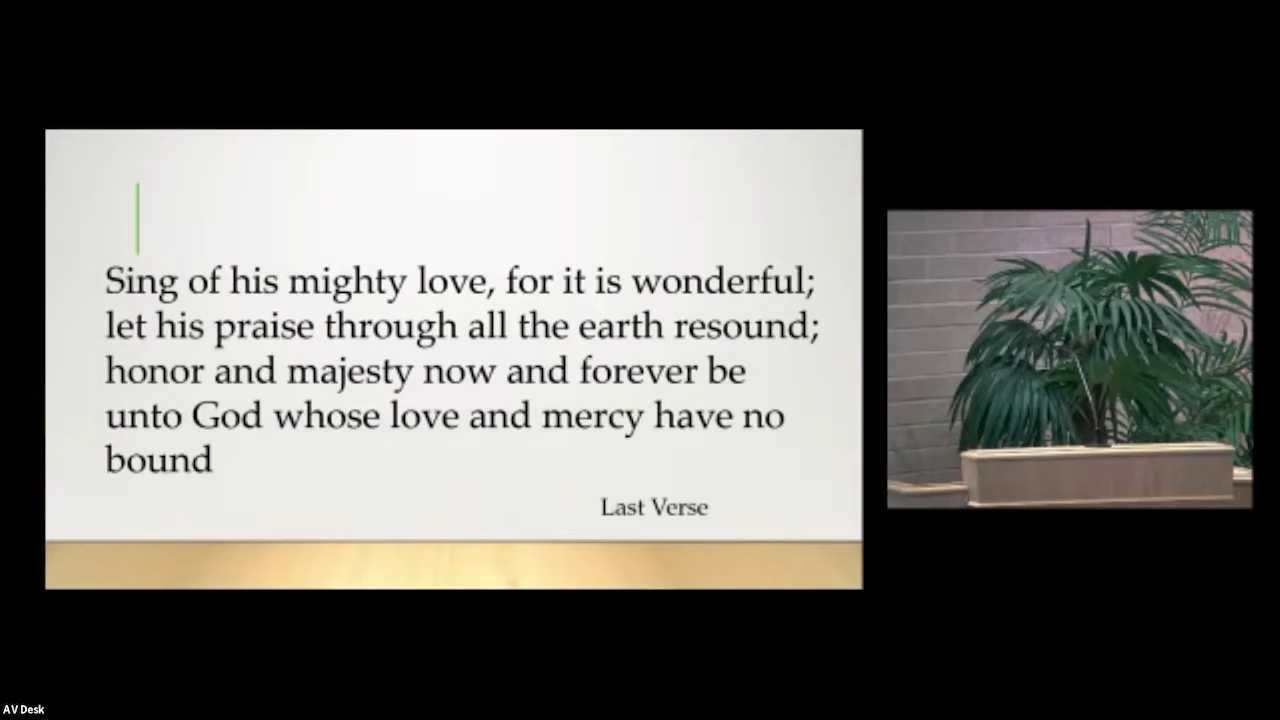 Sing of his mighty love, for it is wonderful;
let his praise through all the earth resound;
honor and majesty now and forever be
unto God whose love and mercy have no
bound
Last Verse
AV Desk